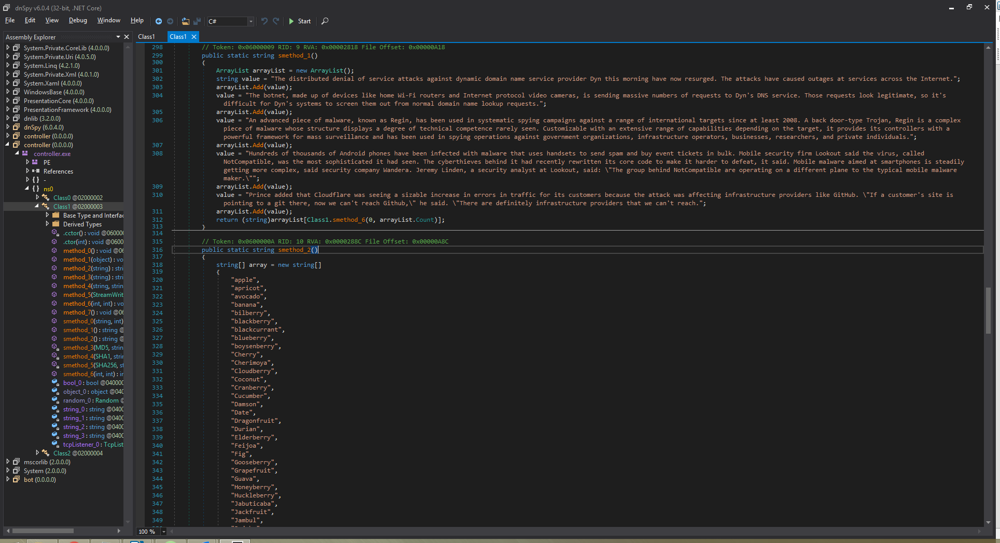 dnSpy v6.0.4 (32-bit, .NET Core)
File Edit View Debug Window Help C# Start
Assembly Explorer
System.Private.CoreLib (4.0.0.0)
System.Private.Uri (4.0.5.0)
System.Linq (4.2.1.0)
System.Private.Xml (4.0.1.0)
System.Xaml (4.0.0.0)
WindowsBase (4.0.0.0)
PresentationCore (4.0.0.0)
PresentationFramework (4.0.0.0)
dnlib (3.2.0.0)
dnSpy (6.0.4.0)
controller (0.0.0.0)
controller (0.0.0.0)
controller.exe
PE
References
{ } -
{ } ns0
Class0 @02000002
Class1 @02000003
Base Type and Interfac
Derived Types
.cctor() : void @06000
.ctor(int) : void @0600
method_0() : void @06
method_1(object) : vo
method_2(string) : stri
method_3(string) : stri
method_4(string, strin
method_5(StreamWrit
method_6(int, int) : vo
method_7() : void @06
smethod_0(string, int)
smethod_1() : string @
smethod_2() : string @
smethod_3(MD5, strin
smethod_4(SHA1, strin
smethod_5(SHA256, st
smethod_6(int, int) : in
bool_0 : bool @040000
object_0 : object @040
random_0 : Random @
string_0 : string @0400
string_1 : string @0400
string_2 : string @0400
string_3 : string @0400
tcpListener_0 : TcpList
Class2 @02000004
mscorlib (2.0.0.0)
System (2.0.0.0)
bot (0.0.0.0)
Class1 Class1
298 // Token: 0x06000009 RID: 9 RVA: 0x00002818 File Offset: 0x00000A18
299 public static string smethod_1()
300 {
301 ArrayList arrayList = new ArrayList();
302 string value = "The distributed denial of service attacks against dynamic domain name service provider Dyn this morning have now resurged. The attacks have caused outages at services across the Internet.";
303 arrayList.Add(value);
304 value = "The botnet, made up of devices like home Wi-Fi routers and Internet protocol video cameras, is sending massive numbers of requests to Dyn's DNS service. Those requests look legitimate, so it's
difficult for Dyn's systems to screen them out from normal domain name lookup requests.";
305 arrayList.Add(value);
306 value = "An advanced piece of malware, known as Regin, has been used in systematic spying campaigns against a range of international targets since at least 2008. A back door-type Trojan, Regin is a complex
piece of malware whose structure displays a degree of technical competence rarely seen. Customizable with an extensive range of capabilities depending on the target, it provides its controllers with a
powerful framework for mass surveillance and has been used in spying operations against government organizations, infrastructure operators, businesses, researchers, and private individuals.";
307 arrayList.Add(value);
308 value = "Hundreds of thousands of Android phones have been infected with malware that uses handsets to send spam and buy event tickets in bulk. Mobile security firm Lookout said the virus, called
NotCompatible, was the most sophisticated it had seen. The cyberthieves behind it had recently rewritten its core code to make it harder to defeat, it said. Mobile malware aimed at smartphones is steadily
getting more complex, said security company Wandera. Jeremy Linden, a security analyst at Lookout, said: \"The group behind NotCompatible are operating on a different plane to the typical mobile malware
maker.\"";
309 arrayList.Add(value);
310 value = "Prince added that Cloudflare was seeing a sizable increase in errors in traffic for its customers because the attack was affecting infrastructure providers like GitHub. \"If a customer's site is
pointing to a git there, now we can't reach Github,\" he said. \"There are definitely infrastructure providers that we can't reach.";
311 arrayList.Add(value);
312 return (string)arrayList[Class1.smethod_6(0, arrayList.Count)];
313 }
314
315 // Token: 0x0600000A RID: 10 RVA: 0x0000288C File Offset: 0x00000A8C
316 public static string smethod_2()
317 {
318 string[] array = new string[]
319 {
320 "apple",
321 "apricot",
322 "avocado",
323 "banana",
324 "bilberry",
325 "blackberry",
326 "blackcurrant",
327 "blueberry",
328 "boysenberry",
329 "Cherry",
330 "Cherimoya",
331 "Cloudberry",
332 "Coconut",
333 "Cranberry",
334 "Cucumber",
335 "Damson",
336 "Date",
337 "Dragonfruit",
338 "Durian",
339 "Elderberry",
340 "Feijoa",
341 "Fig",
342 "Gooseberry",
343 "Grapefruit",
344 "Guava",
345 "Honeyberry",
346 "Huckleberry",
347 "Jabuticaba",
348 "Jackfruit",
349 "Jambul",
100 %